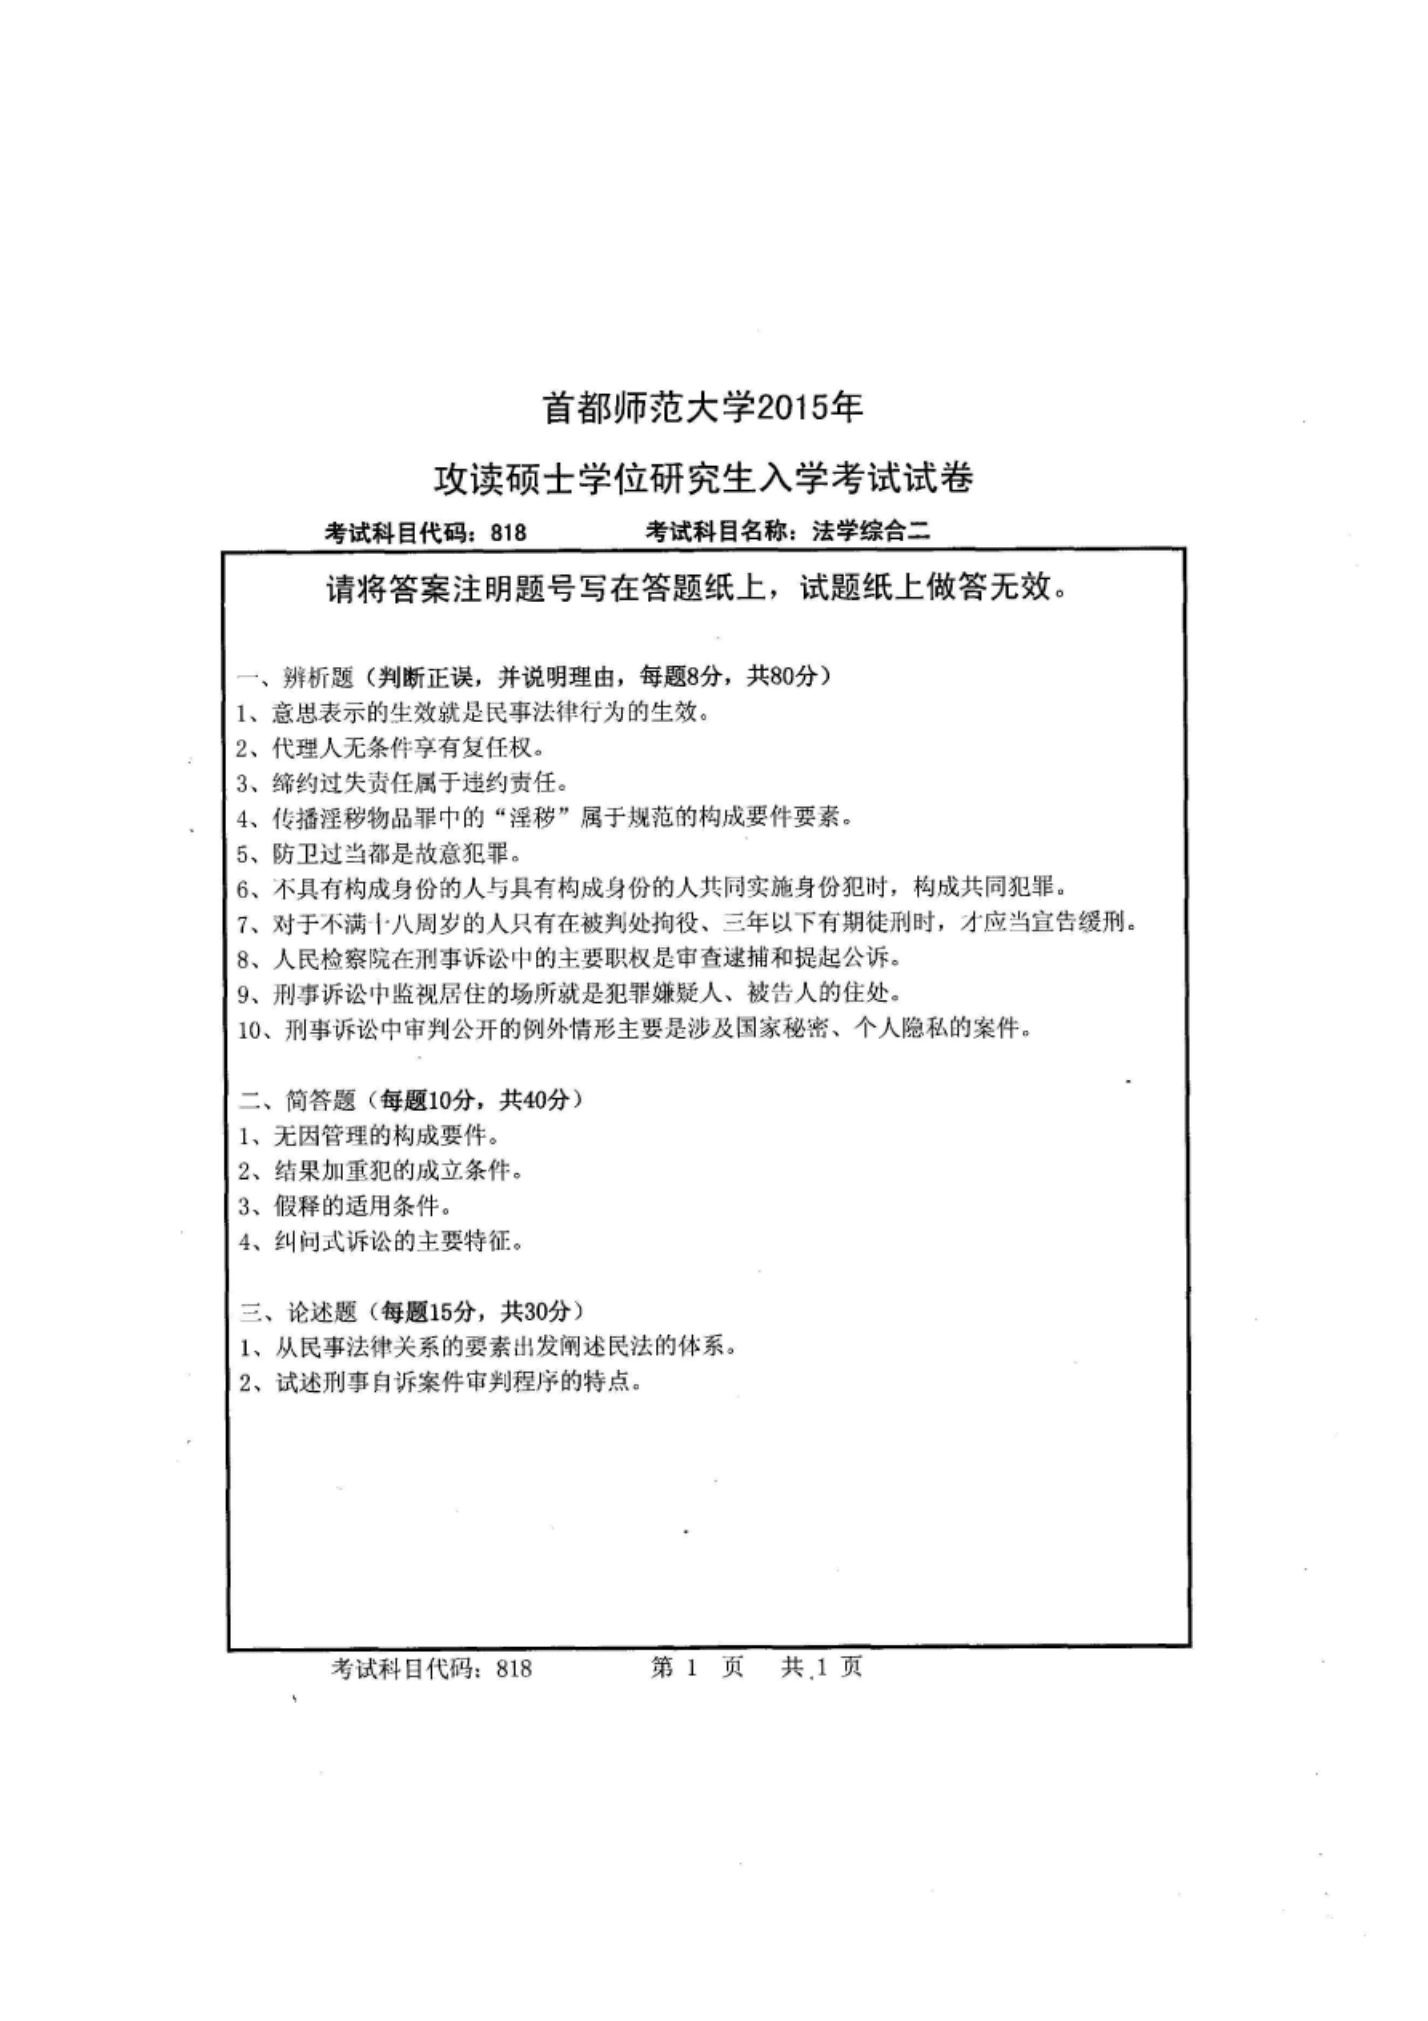 首都师范大学2015年
攻读硕士学位研究生入学考试试卷
考试科目代码：818 考试科目名称：法学综合二
请将答案注明题号写在答题纸上，试题纸上做答无效。
一、辨析题（判断正误，并说明理由，每题8分，共80分）
1、意思表示的生效就是民事法律行为的生效。
2、代理人无条件享有复任权。
3、缔约过失责任属于违约责任。
4、传播淫秽物品罪中的“淫秽”属于规范的构成要件要素。
5、防卫过当都是故意犯罪。
6、不具有构成身份的人与具有构成身份的人共同实施身份犯时，构成共同犯罪。
7、对于不满十八周岁的人只有在被判处拘役、三年以下有期徒刑时，才应当宣告缓刑。
8、人民检察院在刑事诉讼中的主要职权是审查逮捕和提起公诉。
9、刑事诉讼中监视居住的场所就是犯罪嫌疑人、被告人的住处。
10、刑事诉讼中审判公开的例外情形主要是涉及国家秘密、个人隐私的案件。
二、简答题（每题10分，共40分）
1、无因管理的构成要件。
2、结果加重犯的成立条件。
3、假释的适用条件。
4、纠问式诉讼的主要特征。
三、论述题（每题15分，共30分）
1、从民事法律关系的要素出发阐述民法的体系。
2、试述刑事自诉案件审判程序的特点。
考试科目代码：818 第 1 页 共 1 页